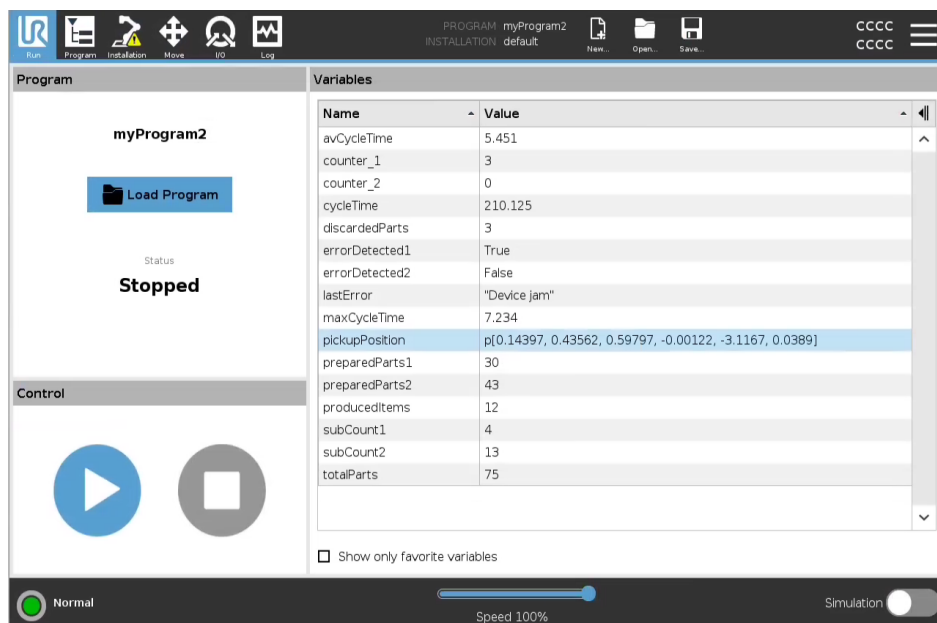 UR
PROGRAM myProgram2
INSTALLATION default
CCCC
CCCC
Run Program Installation Move I/O Log New... Open... Save...
Program
myProgram2
Load Program
Status
Stopped
Control
Variables
Name Value
avCycleTime 5.451
counter_1 3
counter_2 0
cycleTime 210.125
discardedParts 3
errorDetected1 True
errorDetected2 False
lastError "Device jam"
maxCycleTime 7.234
pickupPosition p[0.14397, 0.43562, 0.59797, -0.00122, -3.1167, 0.0389]
preparedParts1 30
preparedParts2 43
producedItems 12
subCount1 4
subCount2 13
totalParts 75
Show only favorite variables
Normal
Speed 100%
Simulation